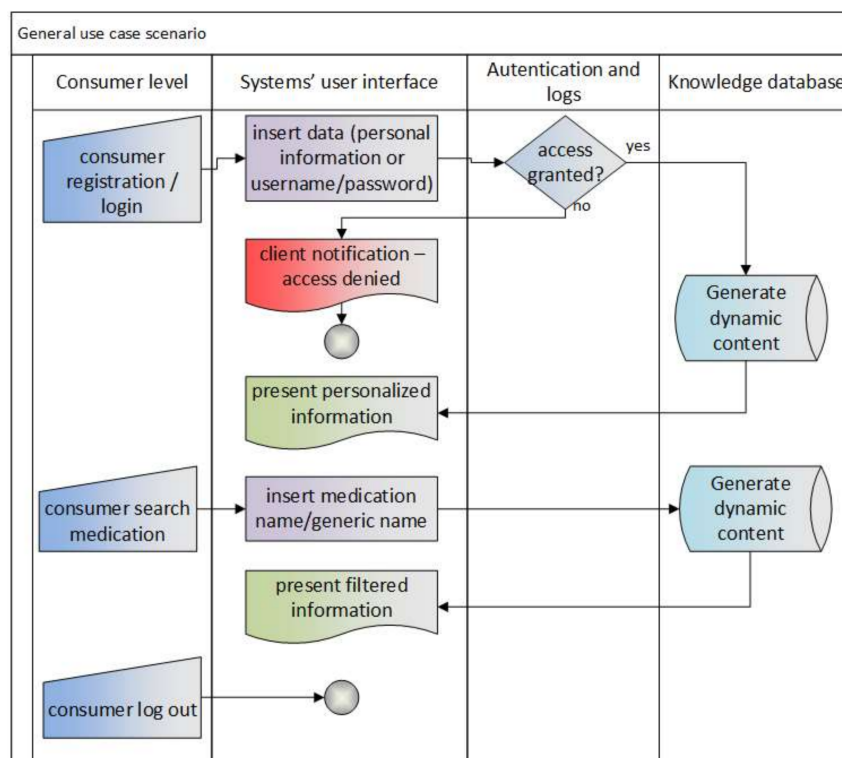 General use case scenario
Consumer level
Systems' user interface
Autentication and
logs
Knowledge database
consumer
registration /
login
insert data (personal
information or
username/password)
access
granted?
yes
no
client notification –
access denied
Generate
dynamic
content
present personalized
information
consumer search
medication
insert medication
name/generic name
Generate
dynamic
content
present filtered
information
consumer log out